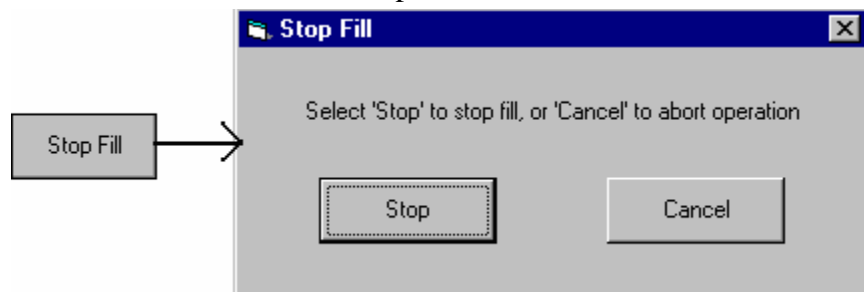 Stop Fill
Select 'Stop' to stop fill, or 'Cancel' to abort operation
Stop Fill
Stop
Cancel